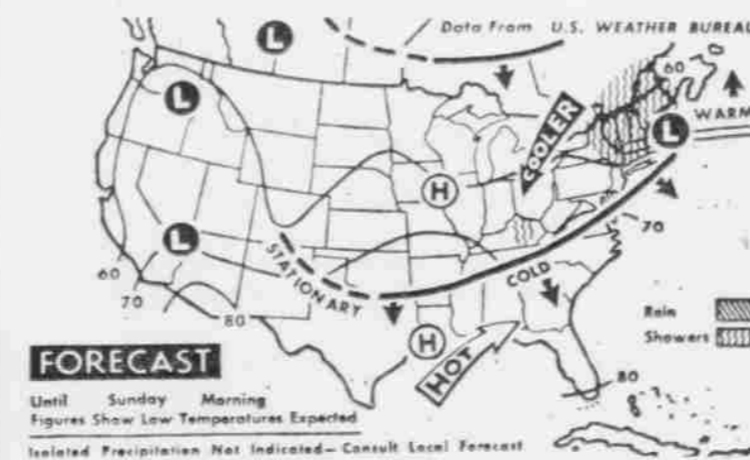 Data From U.S. WEATHER BUREAU
L
60
L
WARM
COOLER
L
H
70
L
STATIONARY
COLD
60
70
80
Rain
Showers
H
HOT
FORECAST
80
Until Sunday Morning
Figures Show Low Temperatures Expected
Isolated Precipitation Not Indicated— Consult Local Forecast